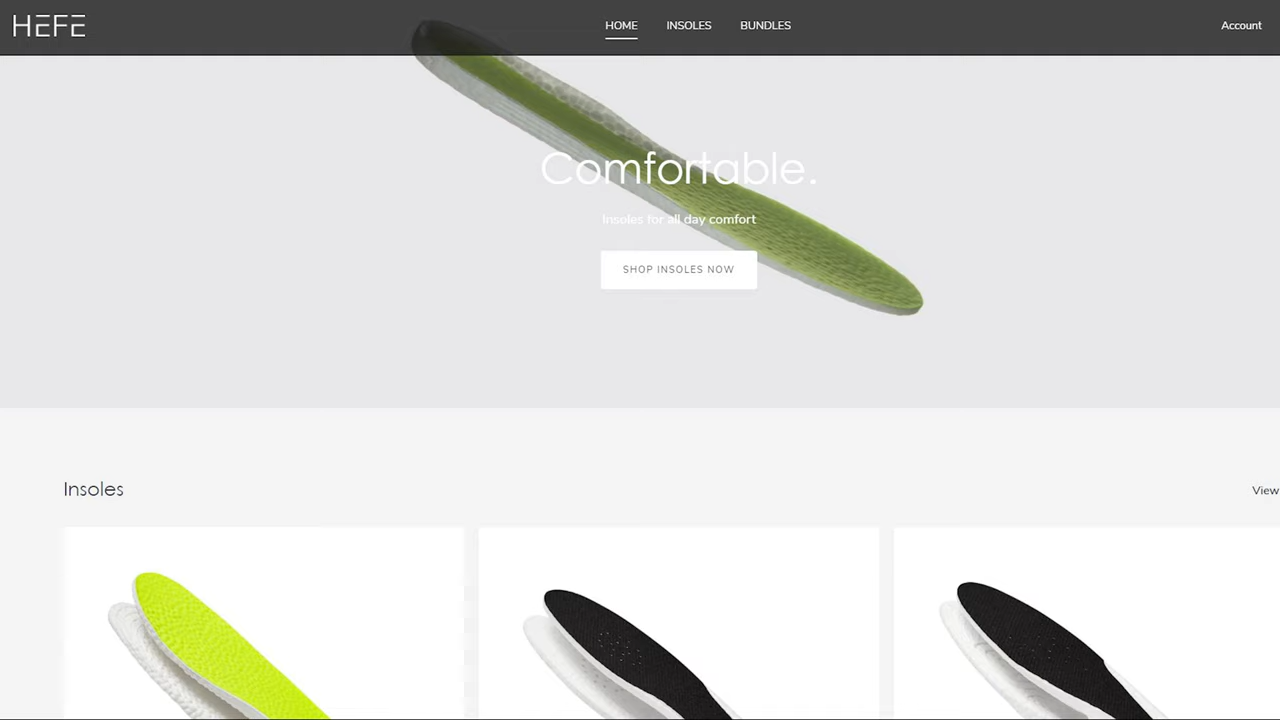 HEFE
HOME
INSOLES
BUNDLES
Account
Comfortable.
Insoles for all day comfort
SHOP INSOLES NOW
Insoles
View